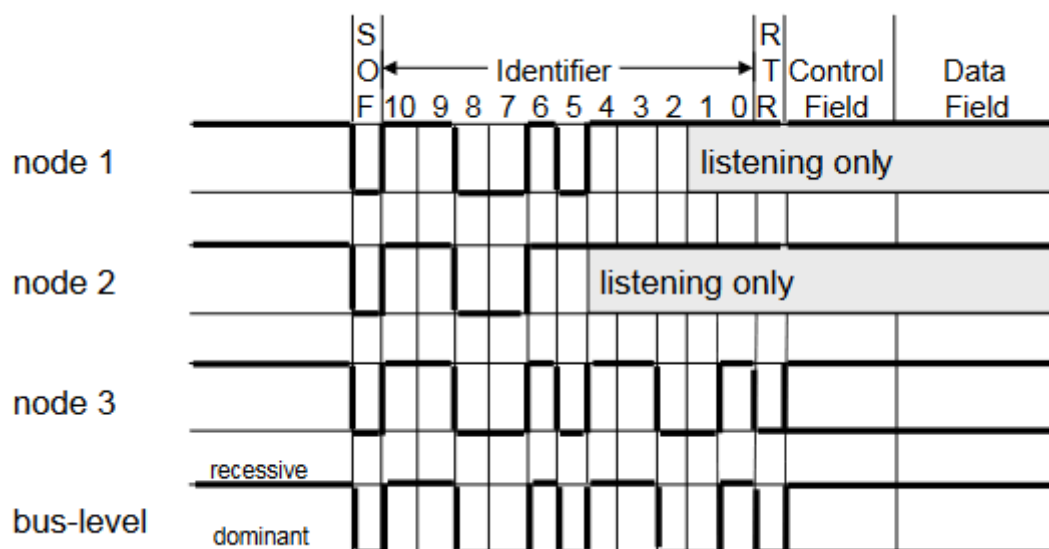 S O F
Identifier
10 9 8 7 6 5 4 3 2 1 0
R T R
Control Field
Data Field
node 1
listening only
node 2
listening only
node 3
recessive
bus-level
dominant